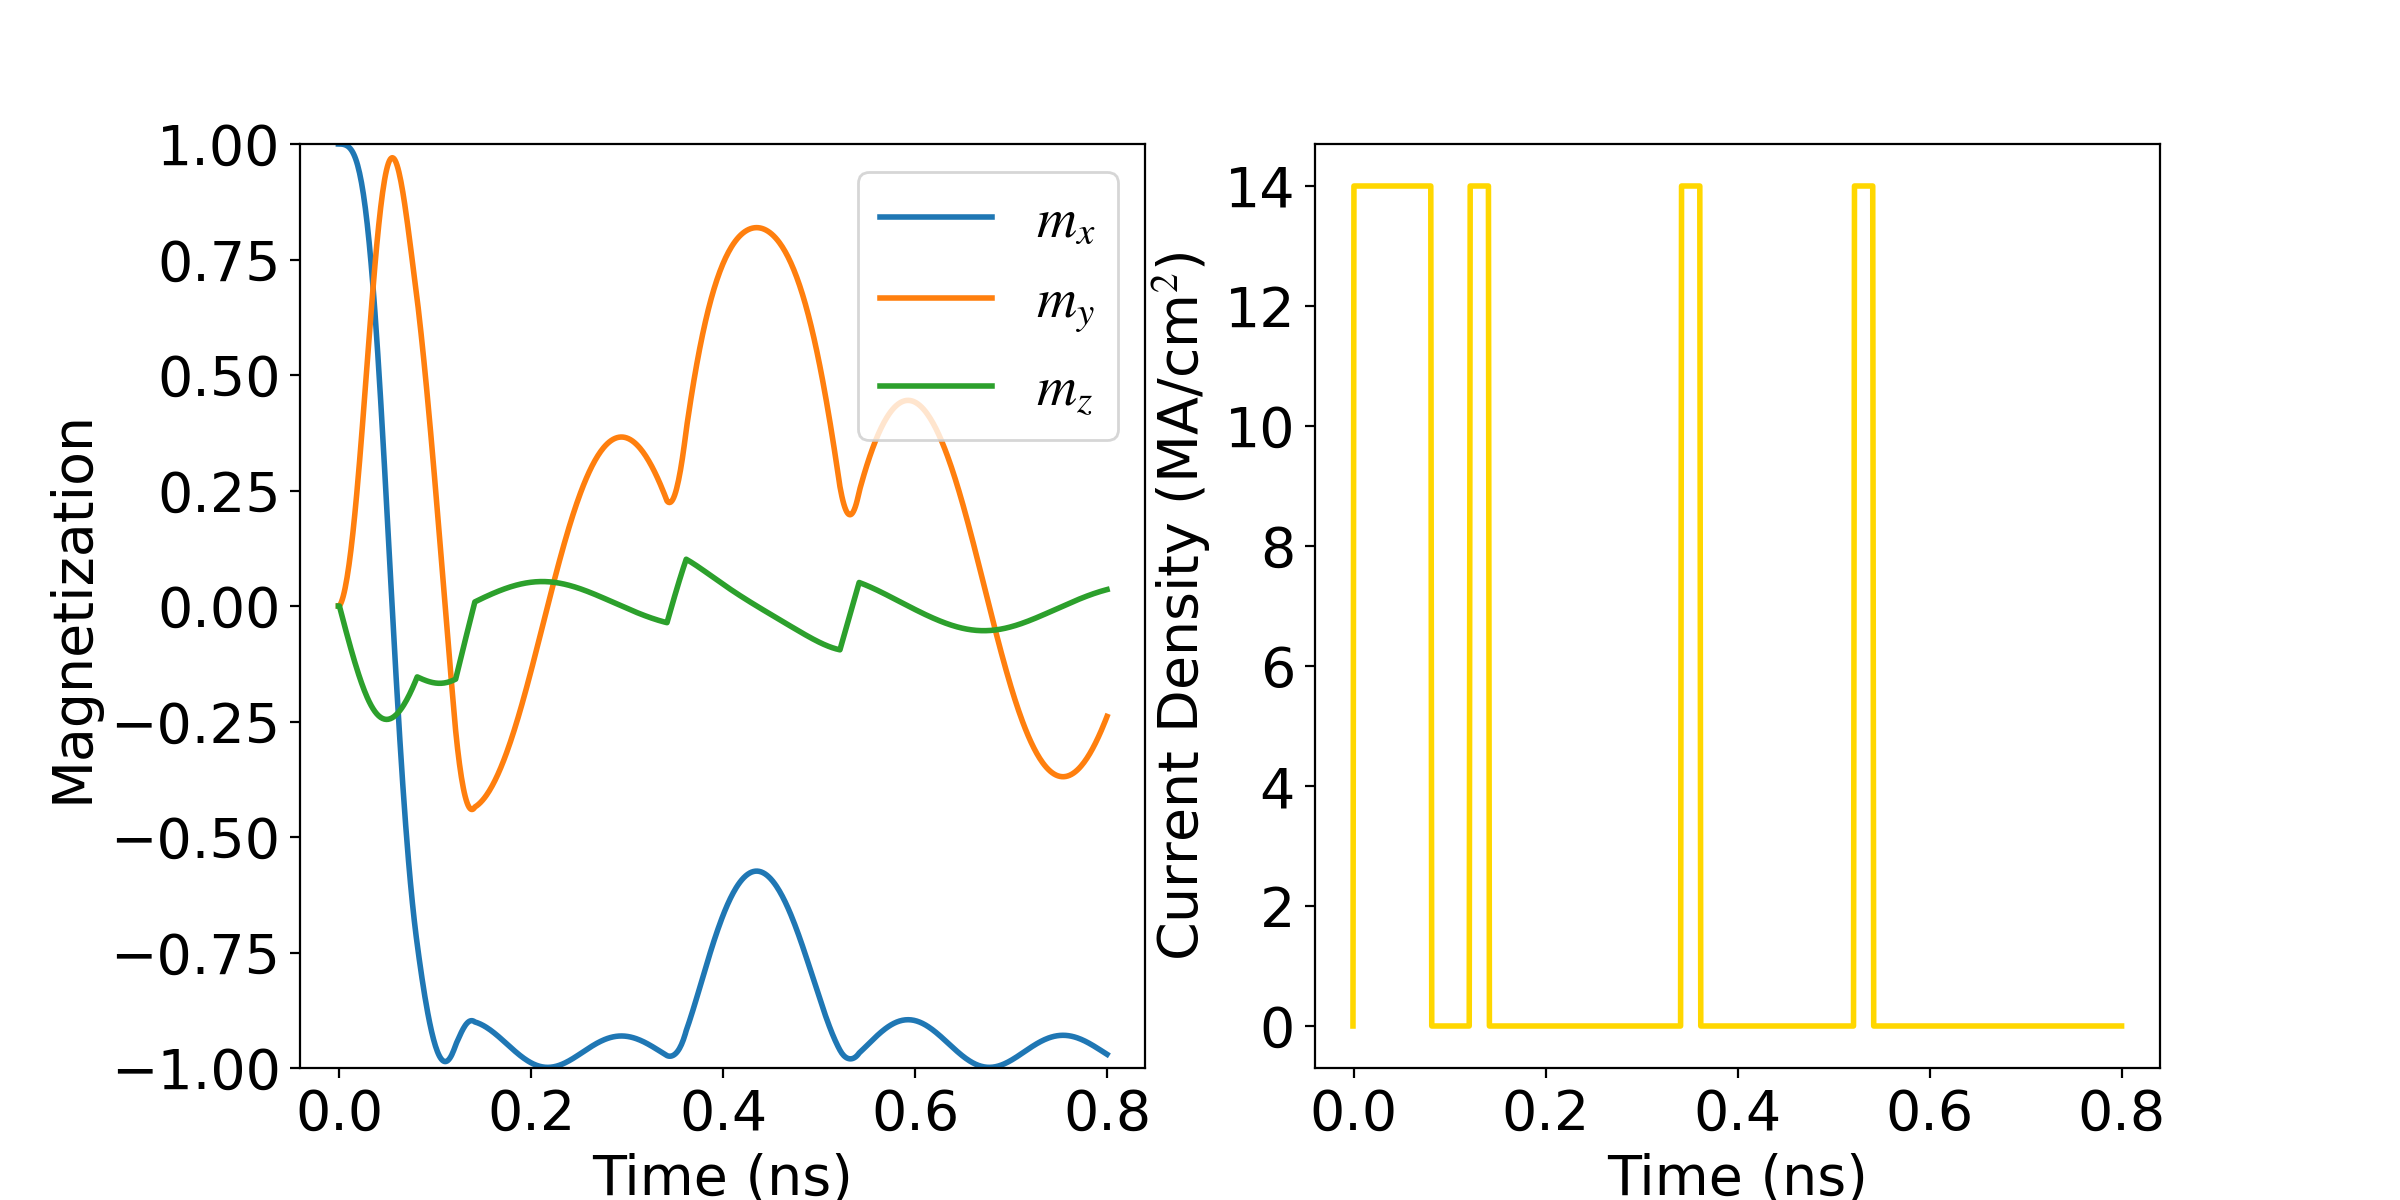 Magnetization
1.00
0.75
0.50
0.25
0.00
−0.25
−0.50
−0.75
−1.00
0.0 0.2 0.4 0.6 0.8
Time (ns)
m_x
m_y
m_z
Current Density (MA/cm²)
14
12
10
8
6
4
2
0
0.0 0.2 0.4 0.6 0.8
Time (ns)